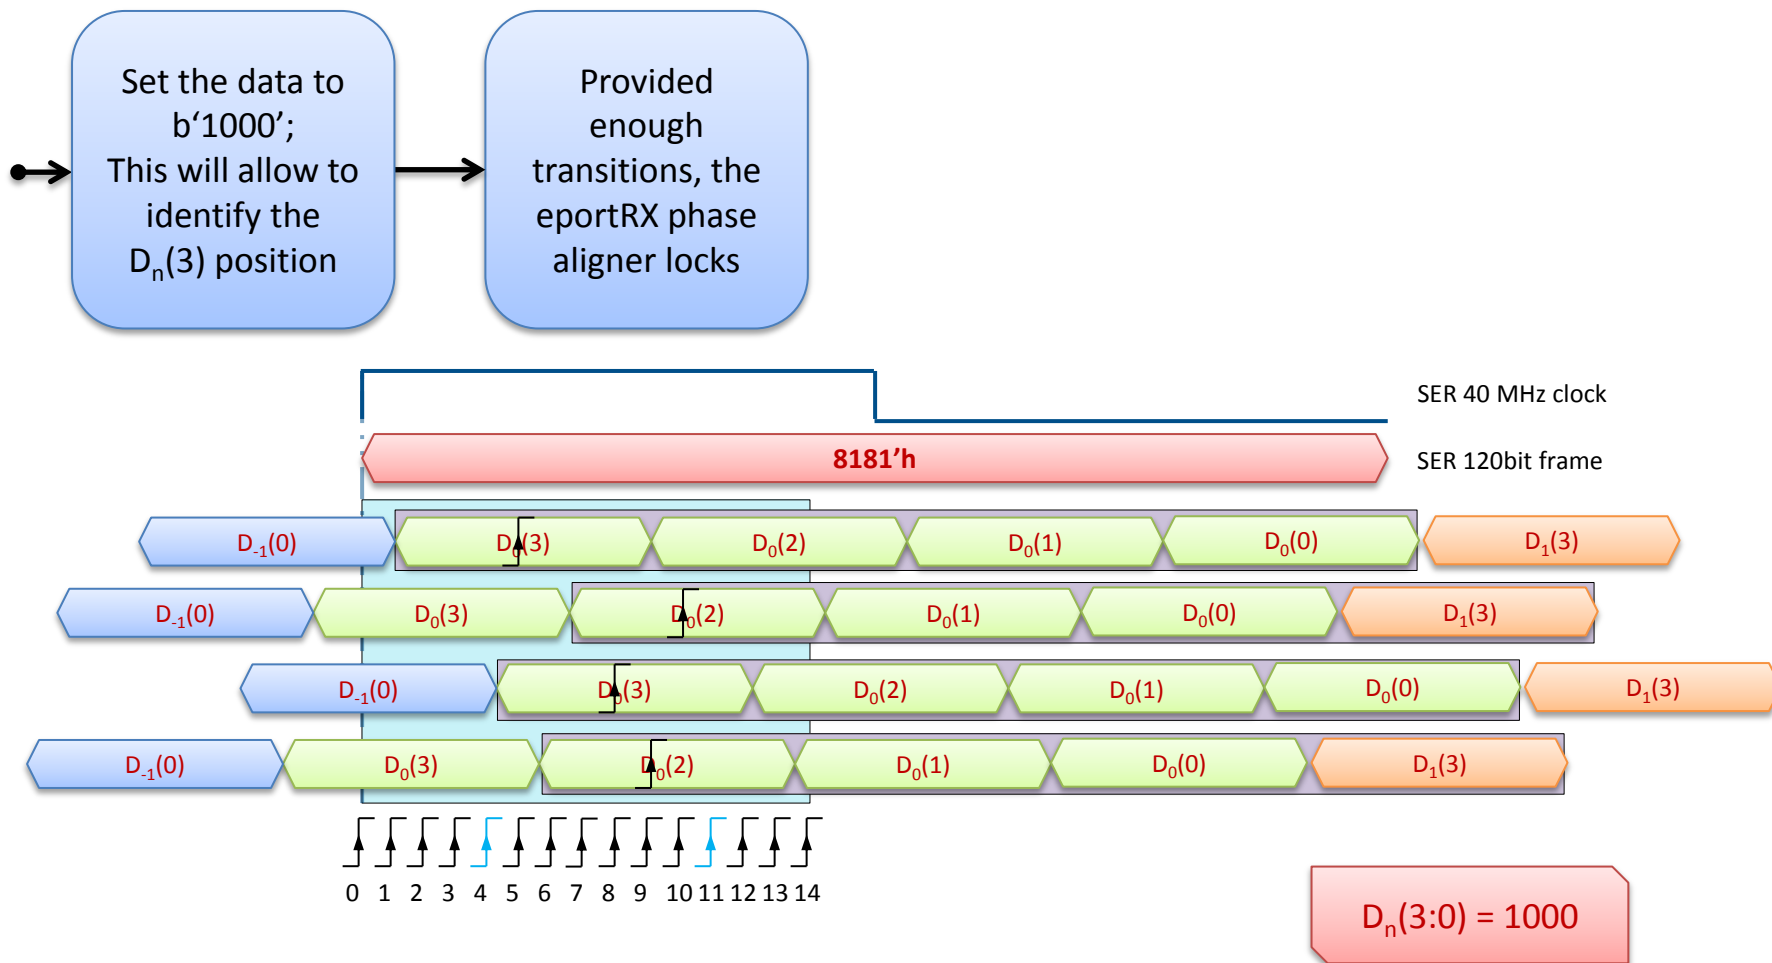 Set the data to
b‘1000’;
This will allow to
identify the
Dn(3) position
Provided
enough
transitions, the
eportRX phase
aligner locks
SER 40 MHz clock
8181’h
SER 120bit frame
D-1(0) D0(3) D0(2) D0(1) D0(0) D1(3)
D-1(0) D0(3) D0(2) D0(1) D0(0) D1(3)
D-1(0) D0(3) D0(2) D0(1) D0(0) D1(3)
D-1(0) D0(3) D0(2) D0(1) D0(0) D1(3)
0 1 2 3 4 5 6 7 8 9 10 11 12 13 14
Dn(3:0) = 1000